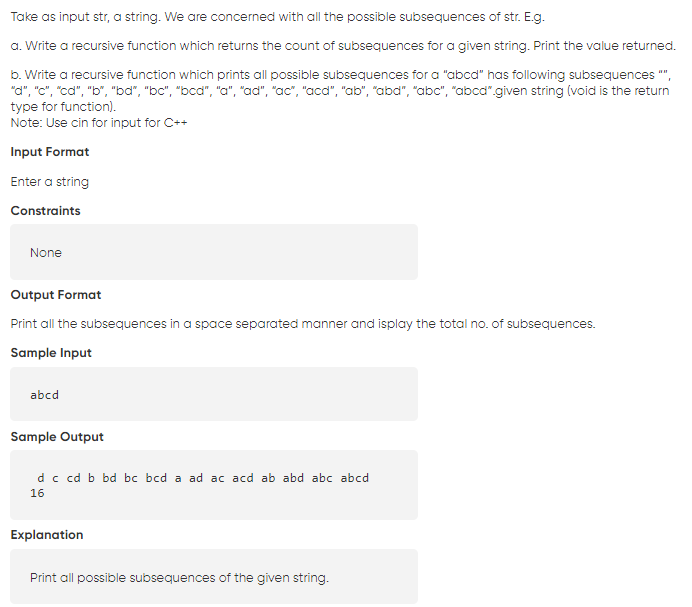 Take as input str, a string. We are concerned with all the possible subsequences of str. E.g.
a. Write a recursive function which returns the count of subsequences for a given string. Print the value returned.
b. Write a recursive function which prints all possible subsequences for a "abcd" has following subsequences "",
"d", "c", "cd", "b", "bd", "bc", "bcd", "a", "ad", "ac", "acd", "ab", "abd", "abc", "abcd".given string (void is the return
type for function).
Note: Use cin for input for C++
Input Format
Enter a string
Constraints
None
Output Format
Print all the subsequences in a space separated manner and isplay the total no. of subsequences.
Sample Input
abcd
Sample Output
d c cd b bd bc bcd a ad ac acd ab abd abc abcd
16
Explanation
Print all possible subsequences of the given string.